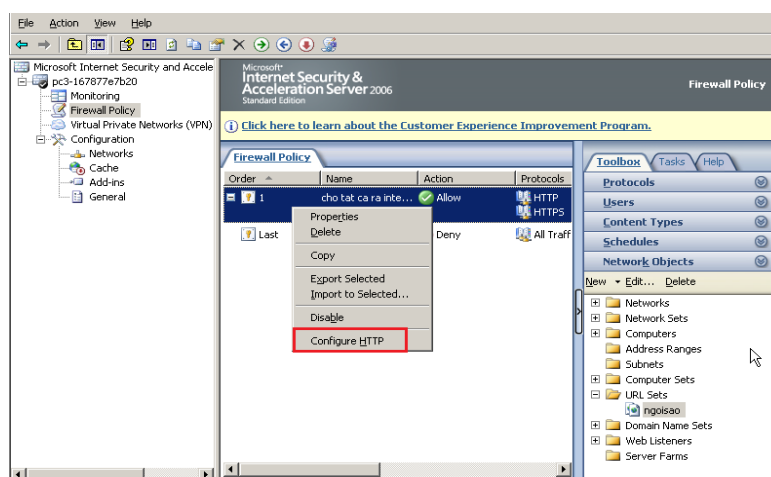 File Action View Help
Microsoft Internet Security and Accele
pc3-167877e7b20
Monitoring
Firewall Policy
Virtual Private Networks (VPN)
Configuration
Networks
Cache
Add-ins
General
Microsoft®
Internet Security &
Acceleration Server 2006
Standard Edition
Firewall Policy
Click here to learn about the Customer Experience Improvement Program.
Firewall Policy
Order Name Action Protocols
1 cho tat ca ra inte... Allow HTTP
HTTPS
Last Deny All Traff
Properties
Delete
Copy
Export Selected
Import to Selected...
Disable
Configure HTTP
Toolbox Tasks Help
Protocols
Users
Content Types
Schedules
Network Objects
New Edit... Delete
Networks
Network Sets
Computers
Address Ranges
Subnets
Computer Sets
URL Sets
ngoisao
Domain Name Sets
Web Listeners
Server Farms